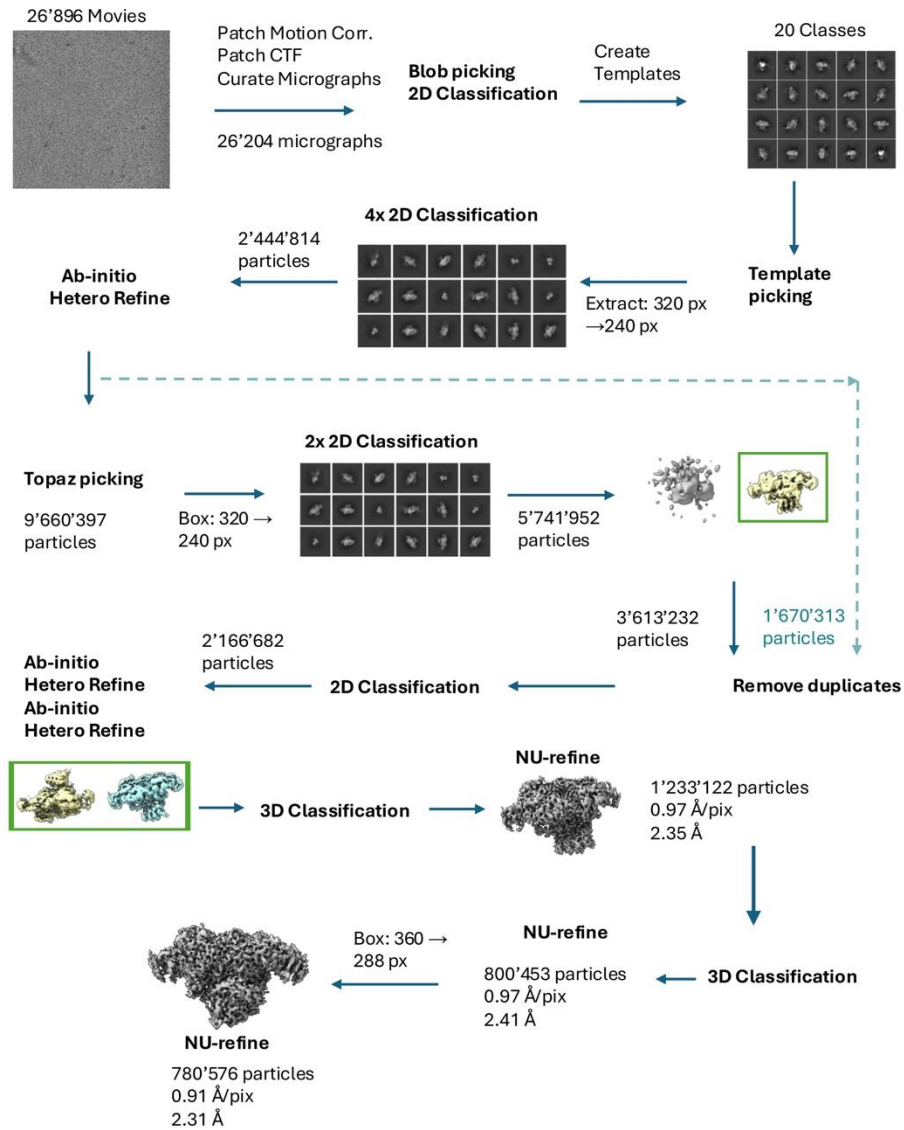 26'896 Movies
Patch Motion Corr.
Patch CTF
Curate Micrographs
26'204 micrographs
Blob picking
2D Classification
Create
Templates
20 Classes
Template
picking
Extract: 320 px
→240 px
4x 2D Classification
2'444'814
particles
Ab-initio
Hetero Refine
Topaz picking
9'660'397
particles
Box: 320 →
240 px
2x 2D Classification
5'741'952
particles
3'613'232
particles
1'670'313
particles
Remove duplicates
2D Classification
2'166'682
particles
Ab-initio
Hetero Refine
Ab-initio
Hetero Refine
3D Classification
NU-refine
1'233'122 particles
0.97 Å/pix
2.35 Å
3D Classification
NU-refine
800'453 particles
0.97 Å/pix
2.41 Å
Box: 360 →
288 px
NU-refine
780'576 particles
0.91 Å/pix
2.31 Å